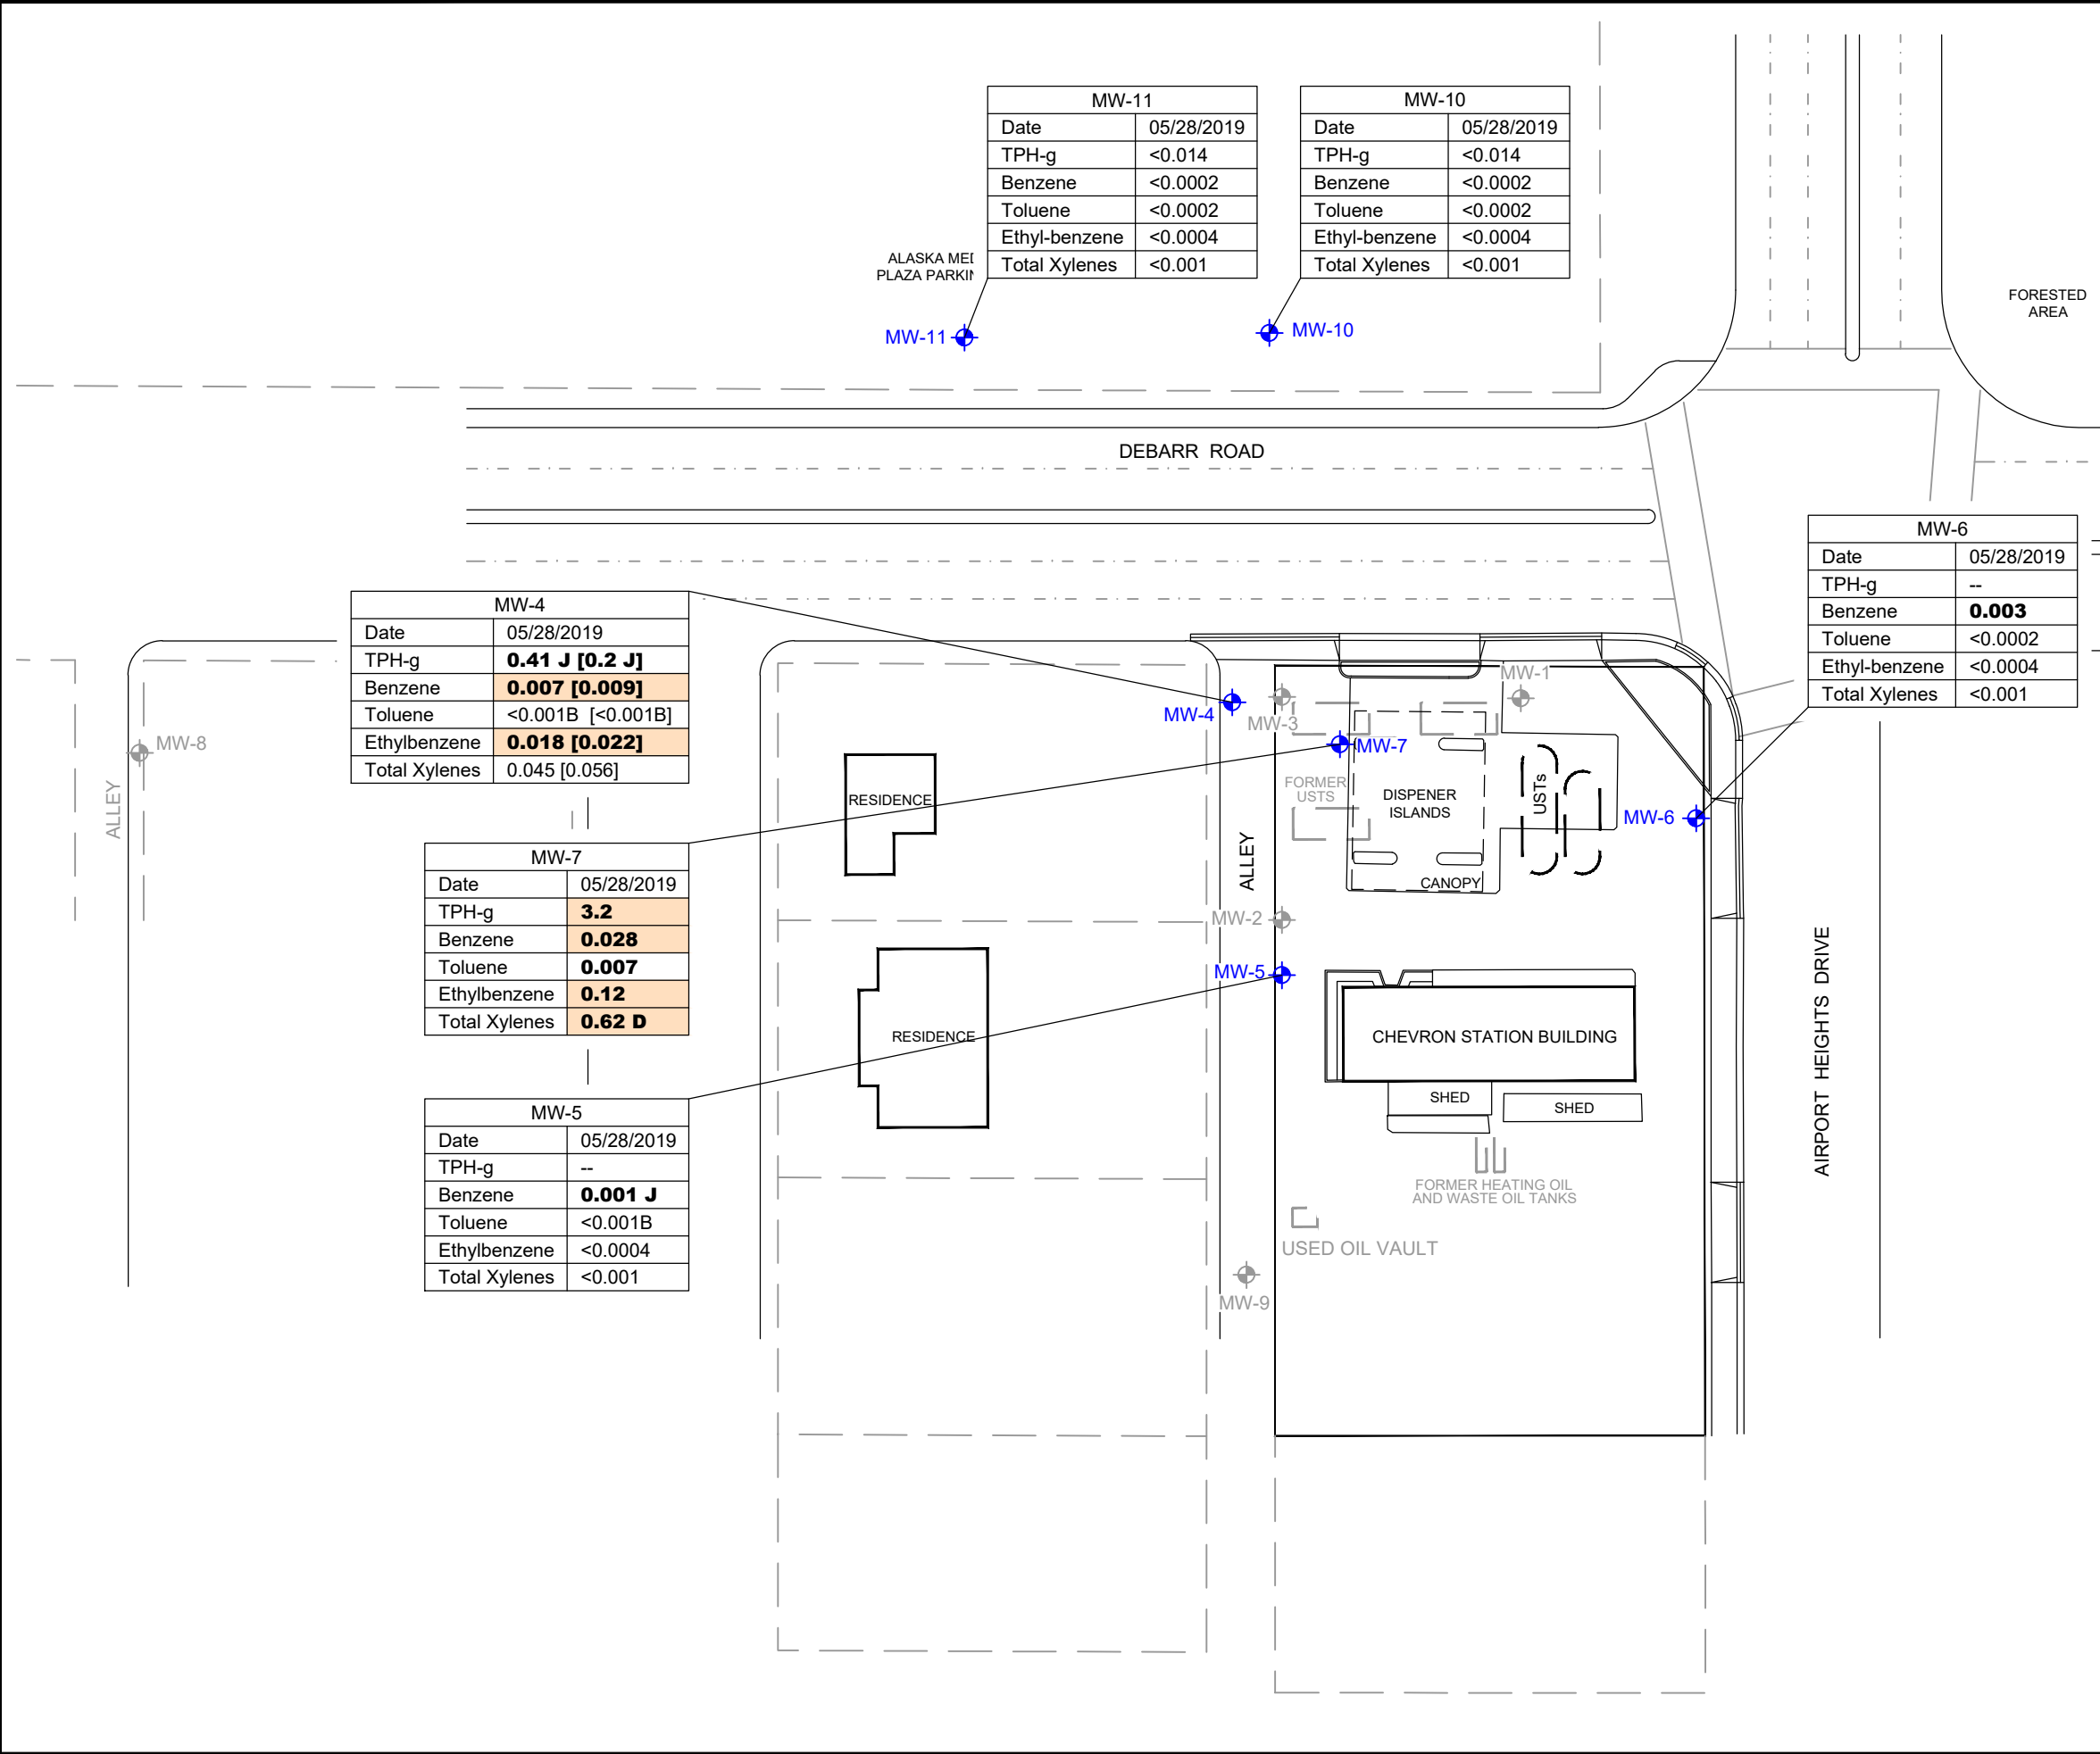 MW-11
Date 05/28/2019
TPH-g <0.014
Benzene <0.0002
Toluene <0.0002
Ethyl-benzene <0.0004
Total Xylenes <0.001
MW-10
Date 05/28/2019
TPH-g <0.014
Benzene <0.0002
Toluene <0.0002
Ethyl-benzene <0.0004
Total Xylenes <0.001
ALASKA MED
PLAZA PARKIN
MW-11
MW-10
FORESTED
AREA
DEBARR ROAD
MW-6
Date 05/28/2019
TPH-g --
Benzene 0.003
Toluene <0.0002
Ethyl-benzene <0.0004
Total Xylenes <0.001
MW-4
Date 05/28/2019
TPH-g 0.41 J [0.2 J]
Benzene 0.007 [0.009]
Toluene <0.001B [<0.001B]
Ethylbenzene 0.018 [0.022]
Total Xylenes 0.045 [0.056]
MW-8
ALLEY
MW-1
MW-4
MW-3
MW-7
RESIDENCE
FORMER
USTS
DISPENER
ISLANDS
USTs
MW-6
CANOPY
ALLEY
MW-7
Date 05/28/2019
TPH-g 3.2
Benzene 0.028
Toluene 0.007
Ethylbenzene 0.12
Total Xylenes 0.62 D
MW-2
MW-5
RESIDENCE
CHEVRON STATION BUILDING
AIRPORT HEIGHTS DRIVE
SHED
SHED
MW-5
Date 05/28/2019
TPH-g --
Benzene 0.001 J
Toluene <0.001B
Ethylbenzene <0.0004
Total Xylenes <0.001
FORMER HEATING OIL
AND WASTE OIL TANKS
USED OIL VAULT
MW-9